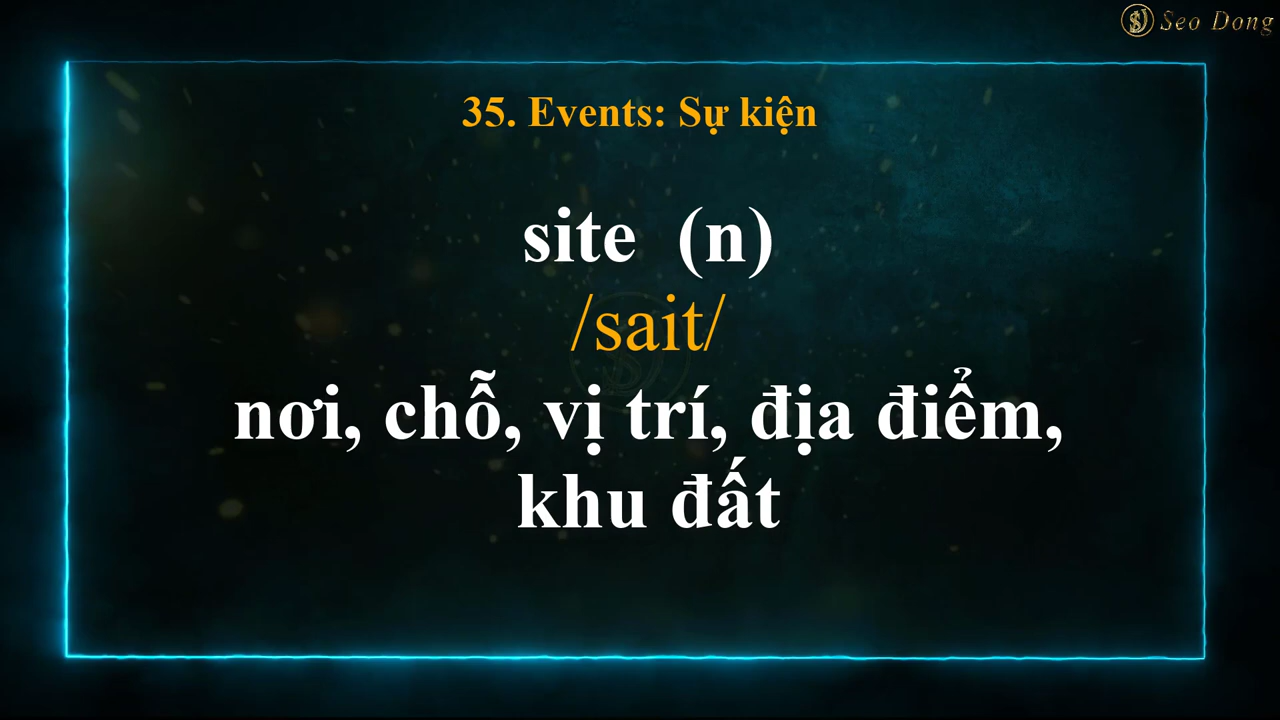 Seo Dong
35. Events: Sự kiện
site (n)
/sait/
nơi, chỗ, vị trí, địa điểm,
khu đất